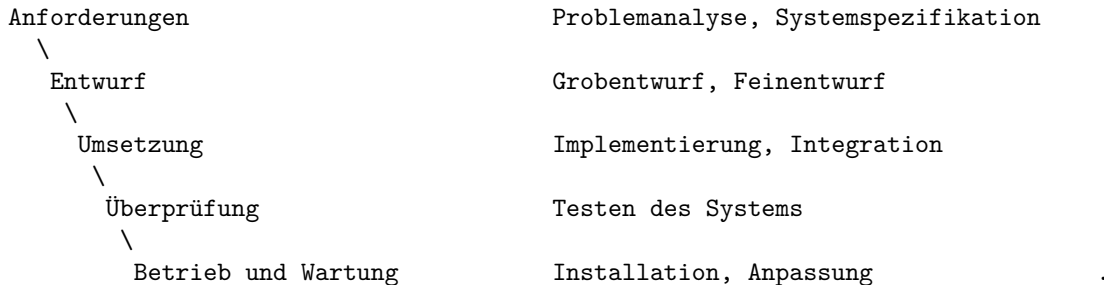 Anforderungen Problemanalyse, Systemspezifikation
\
Entwurf Grobentwurf, Feinentwurf
\
Umsetzung Implementierung, Integration
\
Überprüfung Testen des Systems
\
Betrieb und Wartung Installation, Anpassung .